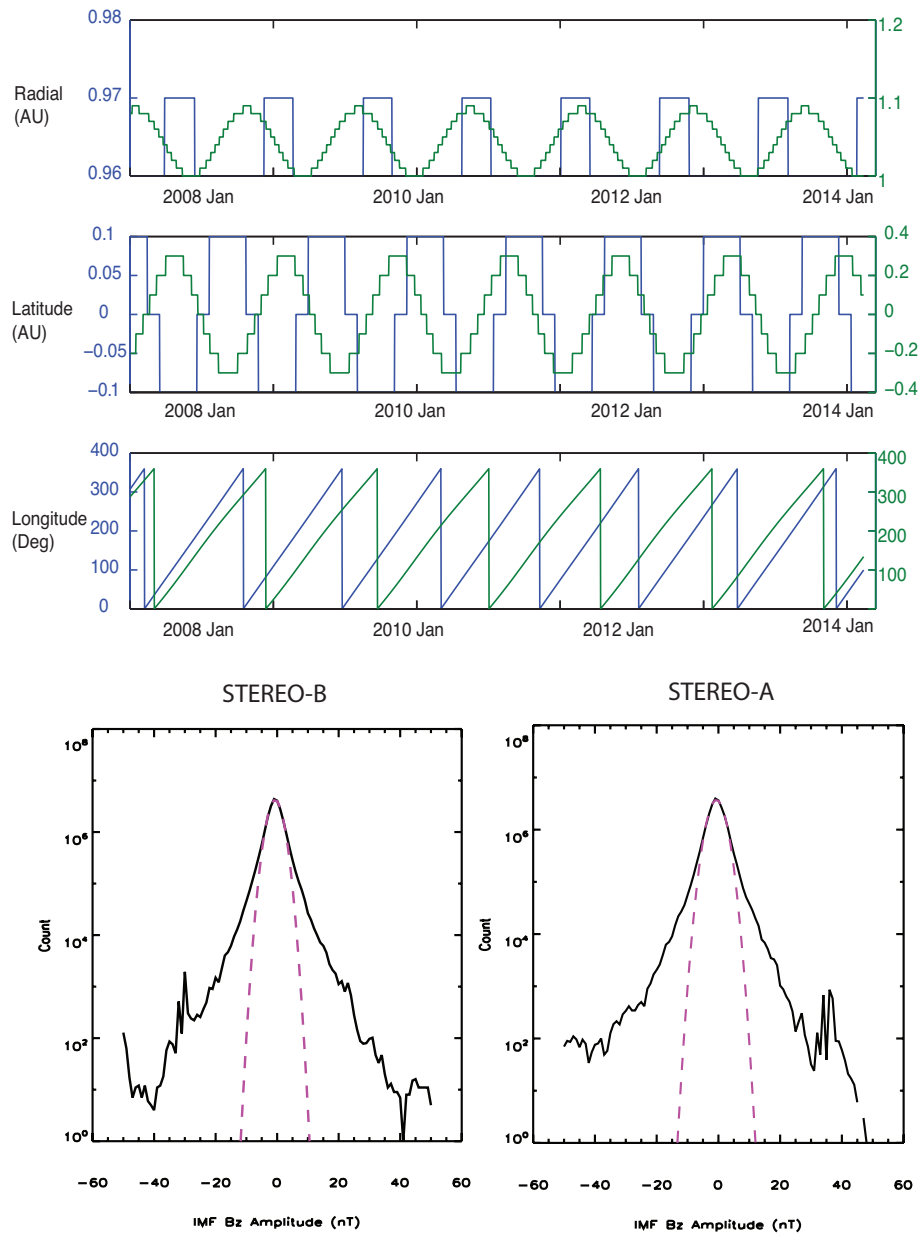 0.98 1.2
Radial
(AU)
0.97 1.1
0.96 1
2008 Jan 2010 Jan 2012 Jan 2014 Jan
0.1 0.4
0.05 0.2
Latitude
(AU)
0 0
−0.05 −0.2
−0.1 −0.4
2008 Jan 2010 Jan 2012 Jan 2014 Jan
400 400
300 300
Longitude
(Deg)
200 200
100 100
0
2008 Jan 2010 Jan 2012 Jan 2014 Jan
STEREO-B STEREO-A
10⁸ 10⁸
10⁶ 10⁶
Count Count
10⁴ 10⁴
10² 10²
10⁰ 10⁰
−60 −40 −20 0 20 40 60 −60 −40 −20 0 20 40 60
IMF Bz Amplitude (nT) IMF Bz Amplitude (nT)